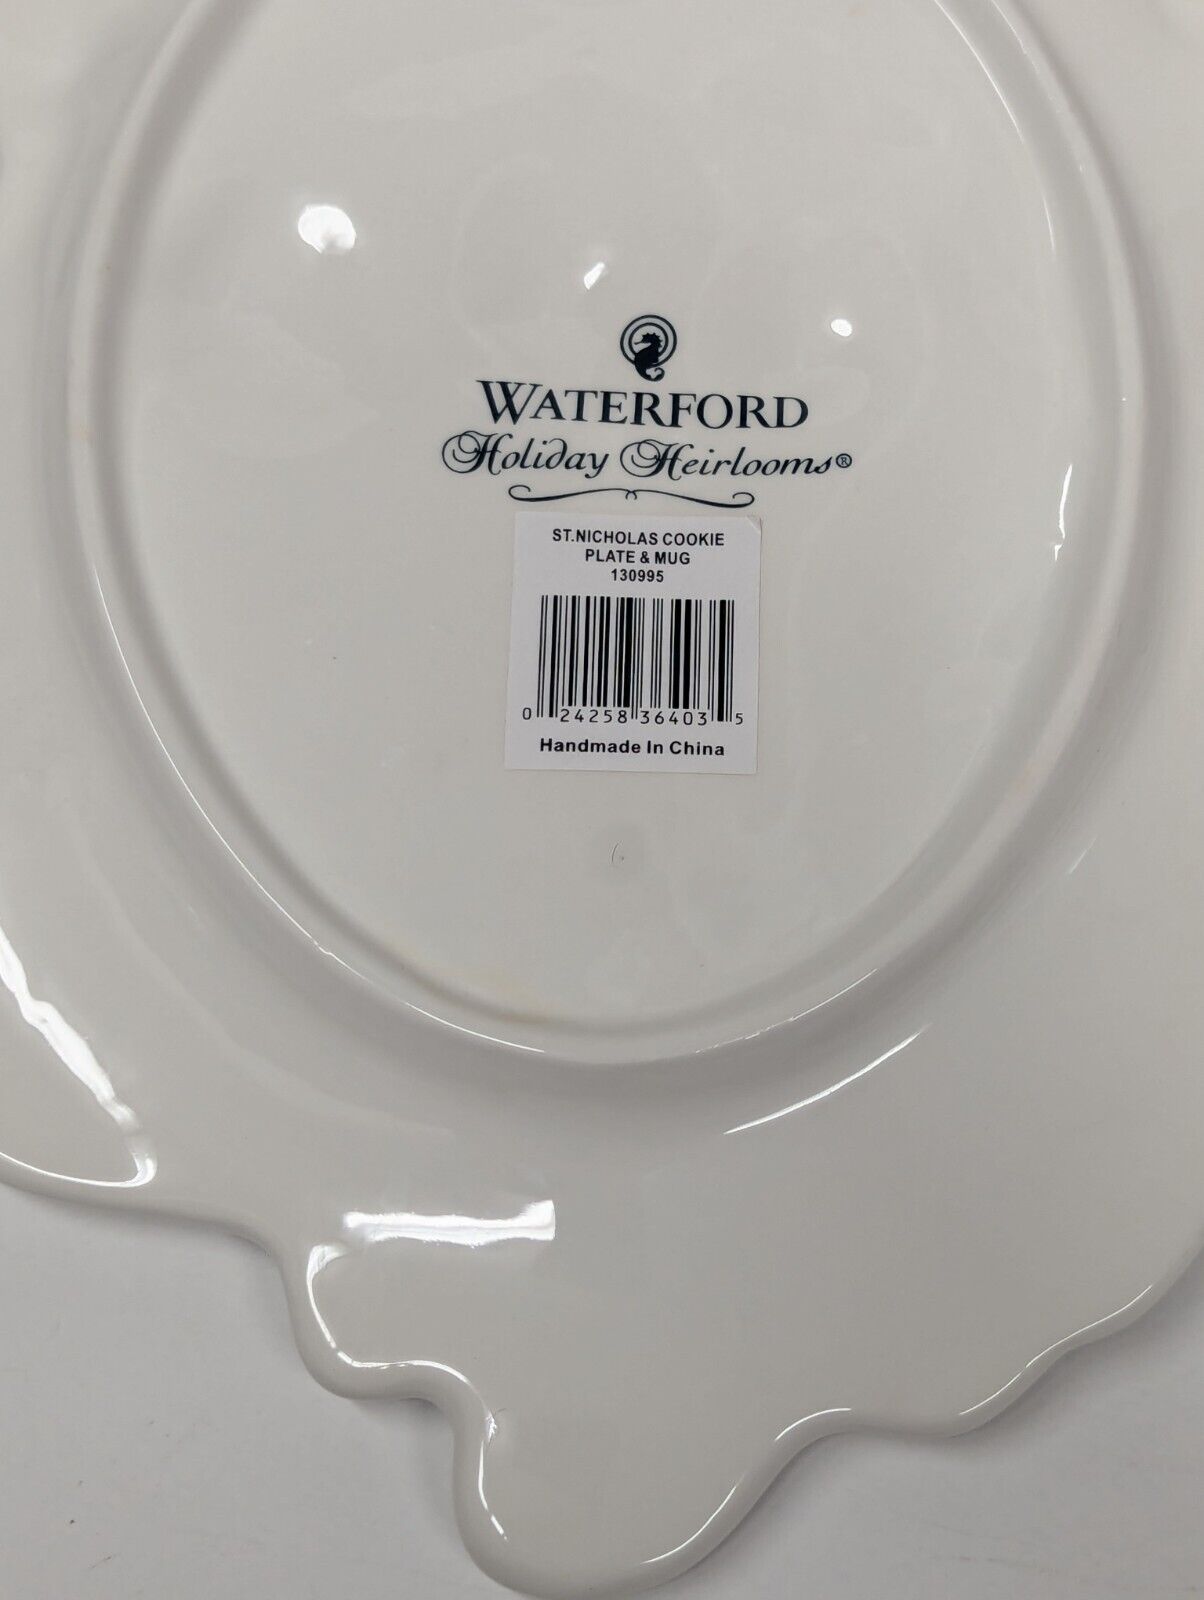 WATERFORD
Holiday Heirlooms®
ST.NICHOLAS COOKIE
PLATE & MUG
130995
0 24258 36403 5
Handmade In China